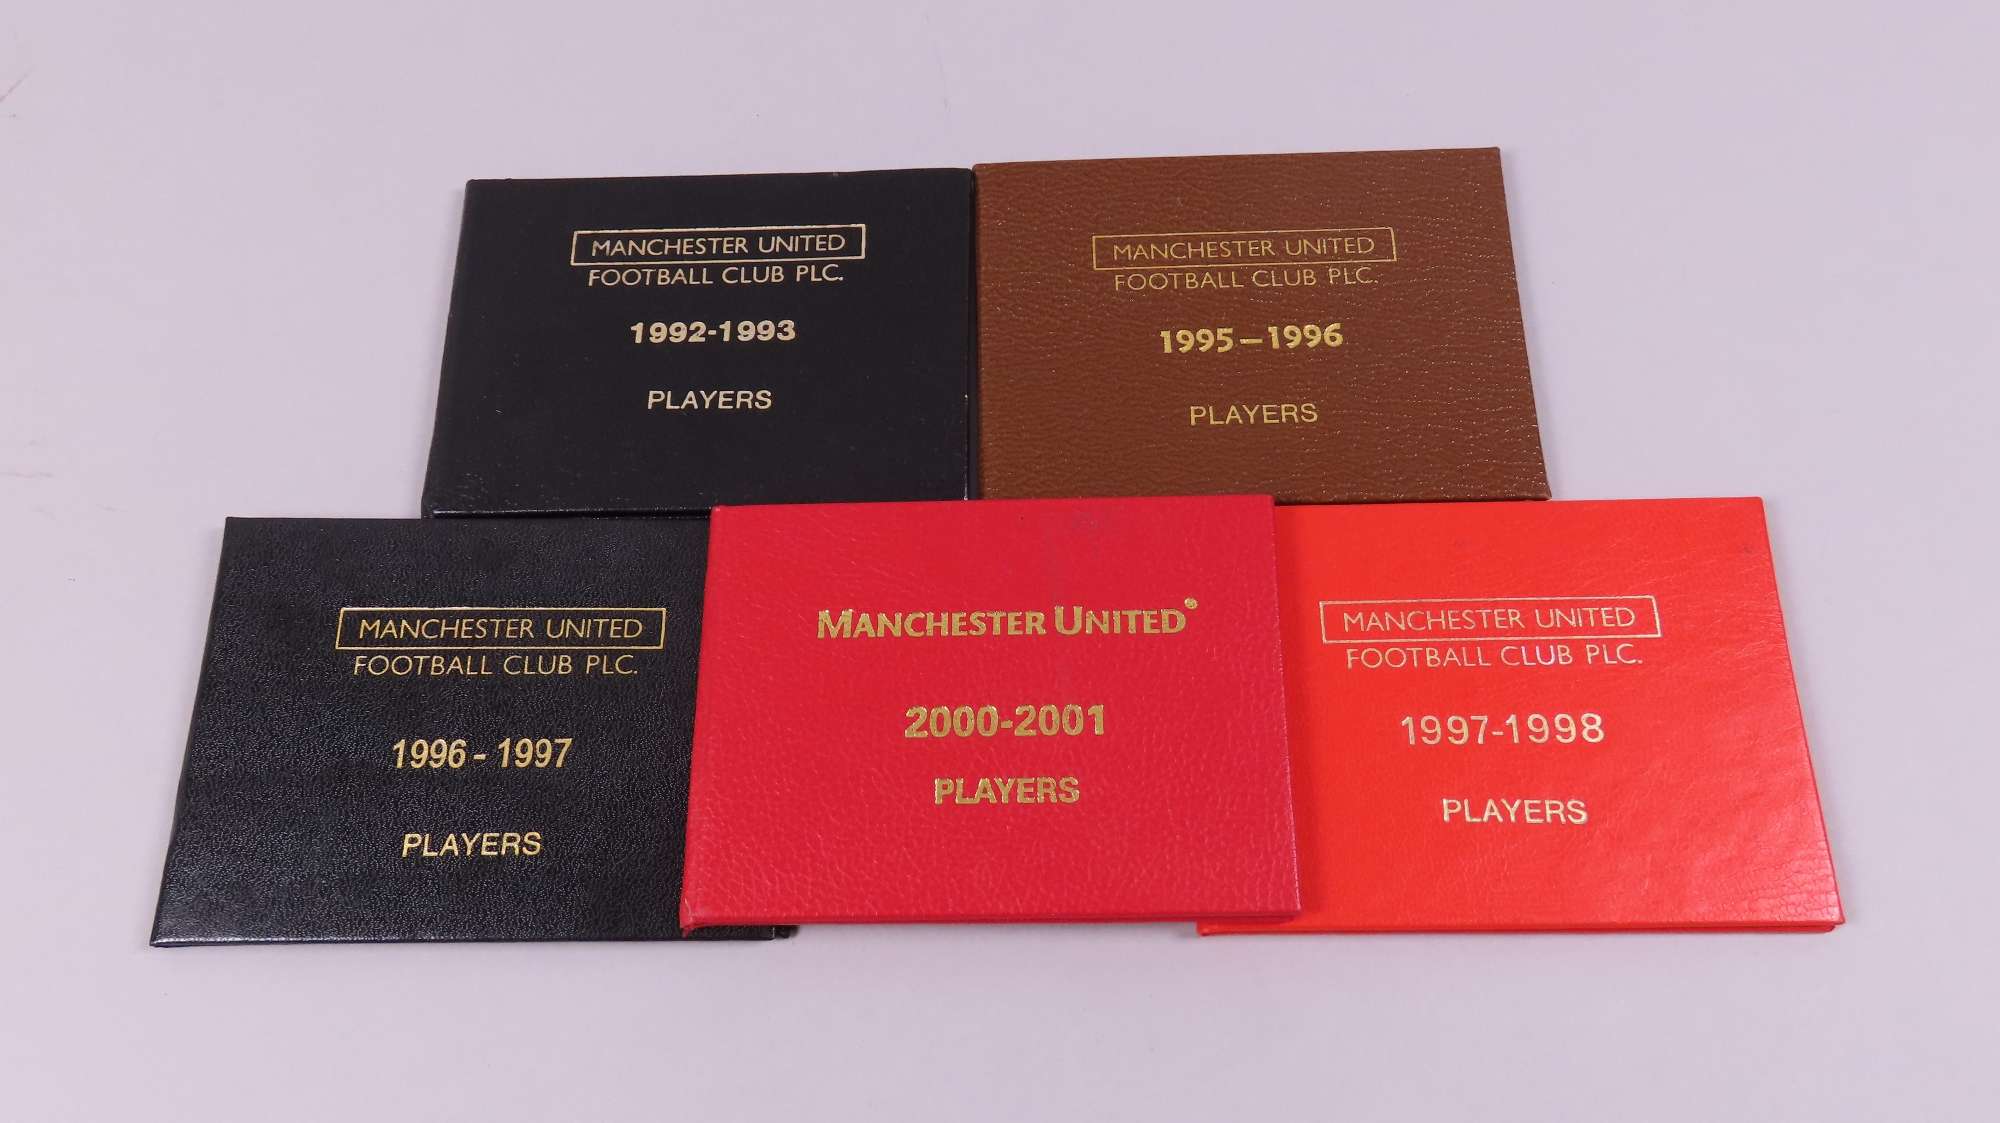 MANCHESTER UNITED
FOOTBALL CLUB PLC.
1992-1993
PLAYERS
MANCHESTER UNITED
FOOTBALL CLUB PLC.
1995–1996
PLAYERS
MANCHESTER UNITED
FOOTBALL CLUB PLC.
1996 - 1997
PLAYERS
MANCHESTER UNITED
2000-2001
PLAYERS
MANCHESTER UNITED
FOOTBALL CLUB PLC.
1997-1998
PLAYERS